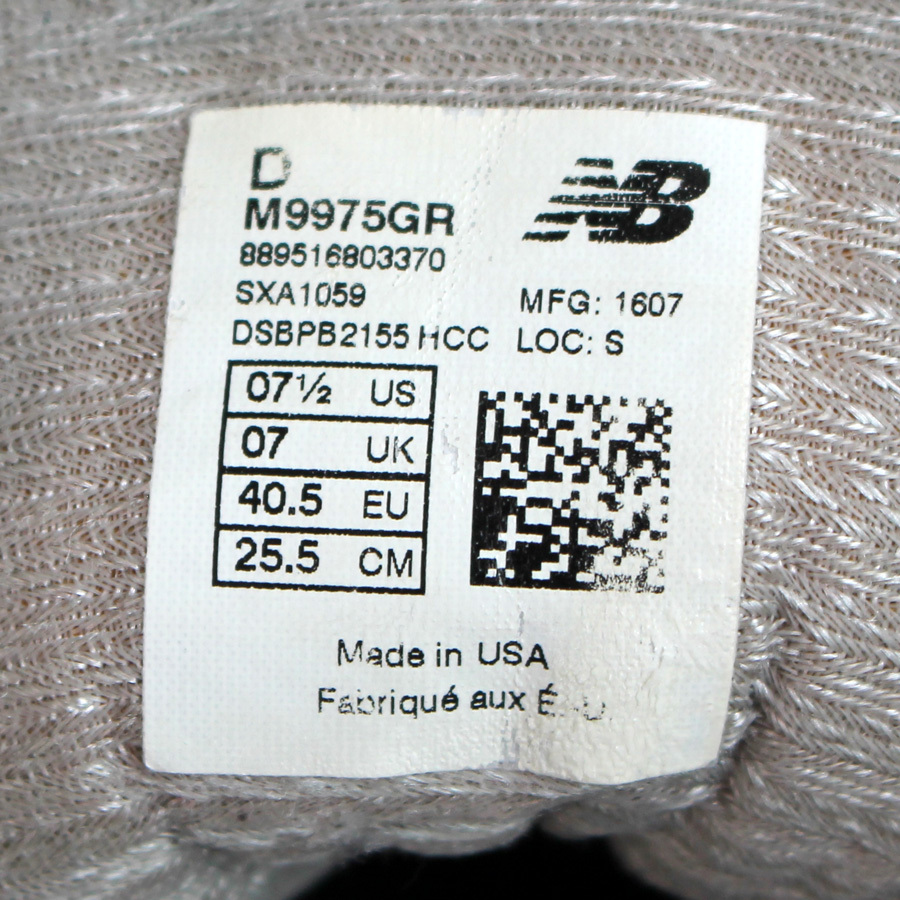 D
NB
M9975GR
889516803370
SXA1059
MFG: 1607
DSBPB2155 HCC
LOC: S
07½ US
07 UK
40.5 EU
25.5 CM
Made in USA
Fabriqué aux